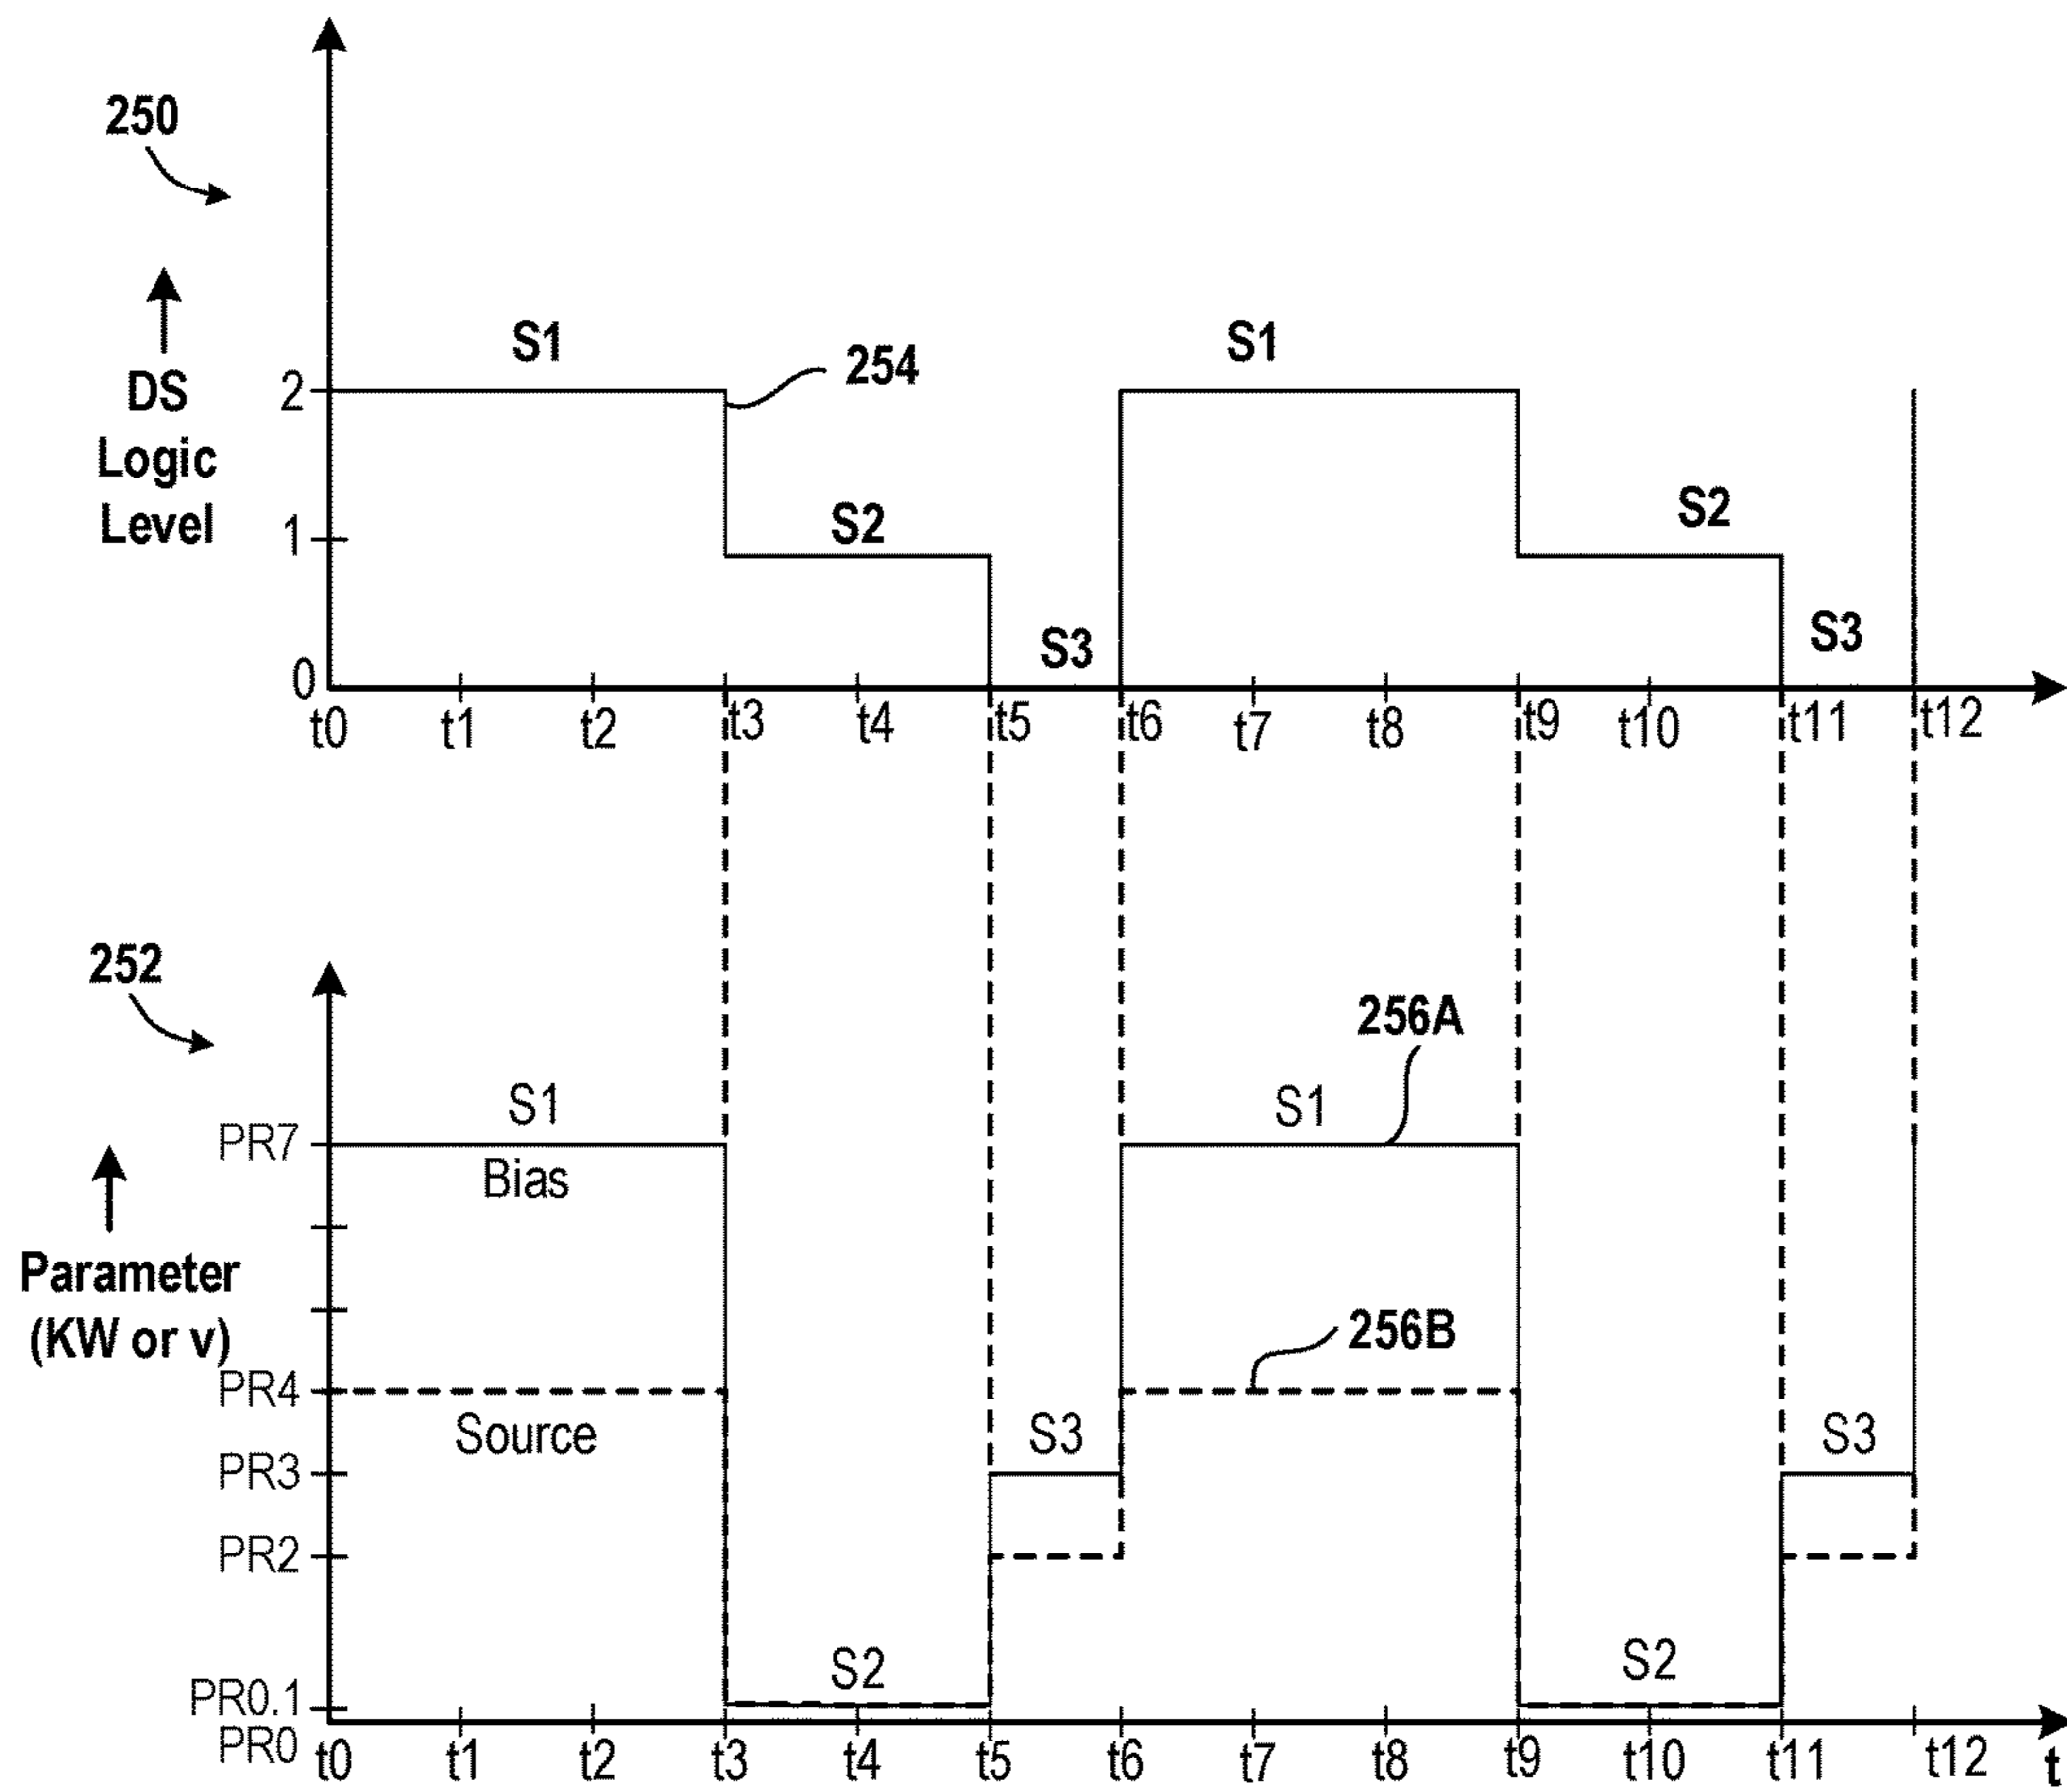 250
DS
Logic
Level
2
1
0
S1
254
S2
S3
S1
S2
S3
t0 t1 t2 t3 t4 t5 t6 t7 t8 t9 t10 t11 t12
252
Parameter
(KW or v)
PR7
PR4
PR3
PR2
PR0.1
PR0
S1
Bias
Source
S2
S3
256A
S1
256B
S2
S3
t0 t1 t2 t3 t4 t5 t6 t7 t8 t9 t10 t11 t12 t